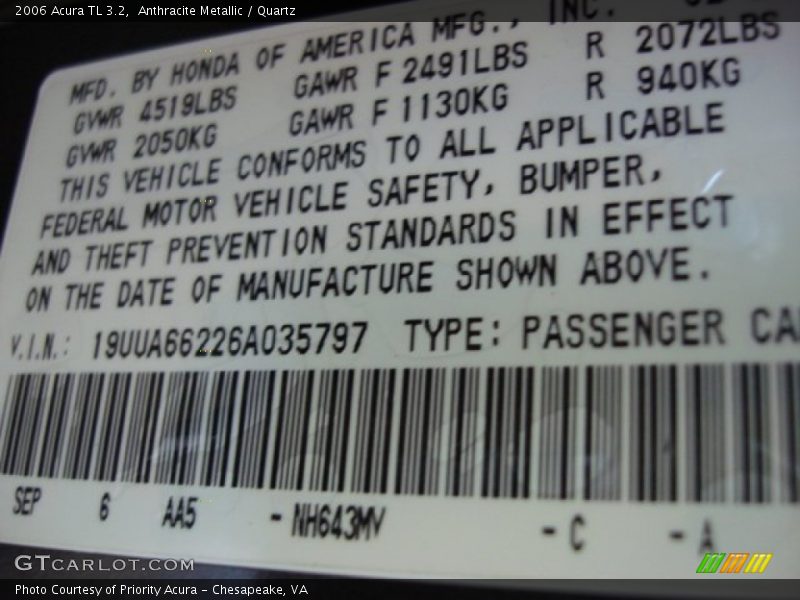 2006 Acura TL 3.2, Anthracite Metallic / Quartz
MFD. BY HONDA OF AMERICA MFG., INC.
GVWR 4519LBS GAWR F 2491LBS R 2072LBS
GVWR 2050KG GAWR F 1130KG R 940KG
THIS VEHICLE CONFORMS TO ALL APPLICABLE
FEDERAL MOTOR VEHICLE SAFETY, BUMPER,
AND THEFT PREVENTION STANDARDS IN EFFECT
ON THE DATE OF MANUFACTURE SHOWN ABOVE.
V.I.N.: 19UUA66226A035797 TYPE: PASSENGER CA
SEP 6 AA5 - NH643MV - C - A
GTCARLOT.COM
Photo Courtesy of Priority Acura - Chesapeake, VA